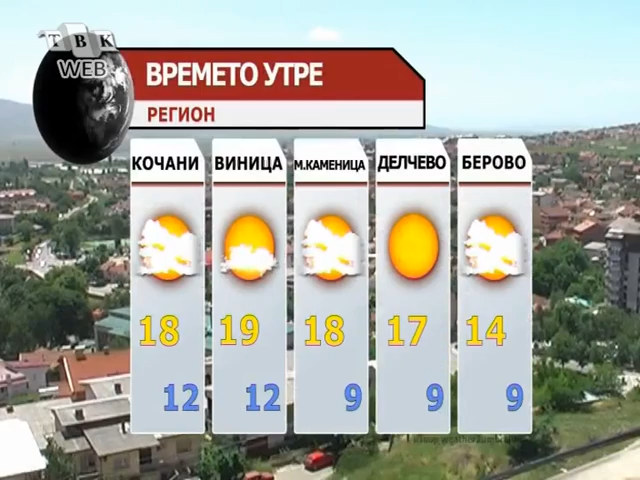 ТВК
WEB
ВРЕМЕТО УТРЕ
РЕГИОН
КОЧАНИ ВИНИЦА М.КАМЕНИЦА ДЕЛЧЕВО БЕРОВО
18 19 18 17 14
12 12 9 9 9